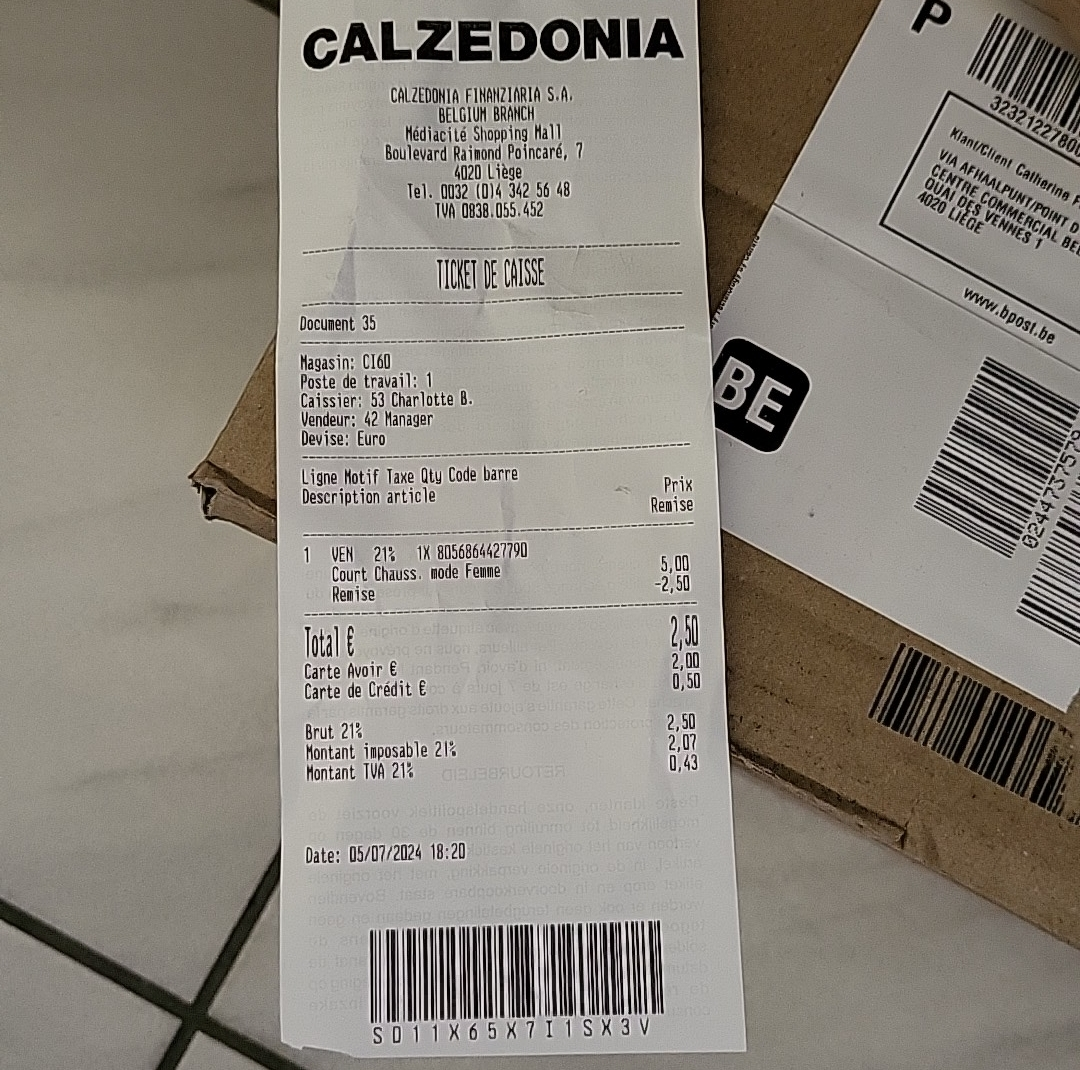 CALZEDONIA
CALZEDONIA FINANZIARIA S.A.
BELGIUM BRANCH
Médiacité Shopping Mall
Boulevard Raimond Poincaré, 7
4020 Liège
Tel. 0032 (0)4 342 56 48
TVA 0838.055.452
TICKET DE CAISSE
Document 35
Magasin: CI60
Poste de travail: 1
Caissier: 53 Charlotte B.
Vendeur: 42 Manager
Devise: Euro
Ligne Motif Taxe Qty Code barre
Description article Prix
Remise
1 VEN 21% 1X 8056864427790
Court Chauss. mode Femme 5,00
Remise -2,50
Total € 2,50
Carte Avoir € 2,00
Carte de Crédit € 0,50
Brut 21% 2,50
Montant imposable 21% 2,07
Montant TVA 21% 0,43
Date: 05/07/2024 18:20
SD11X65X7I1SX3V
P
Klant/Client Catherine
VIA AFHAALPUNT/POINT D
CENTRE COMMERCIAL BEL
QUAI DES VENNES 1
4020 LIEGE
www.bpost.be
BE